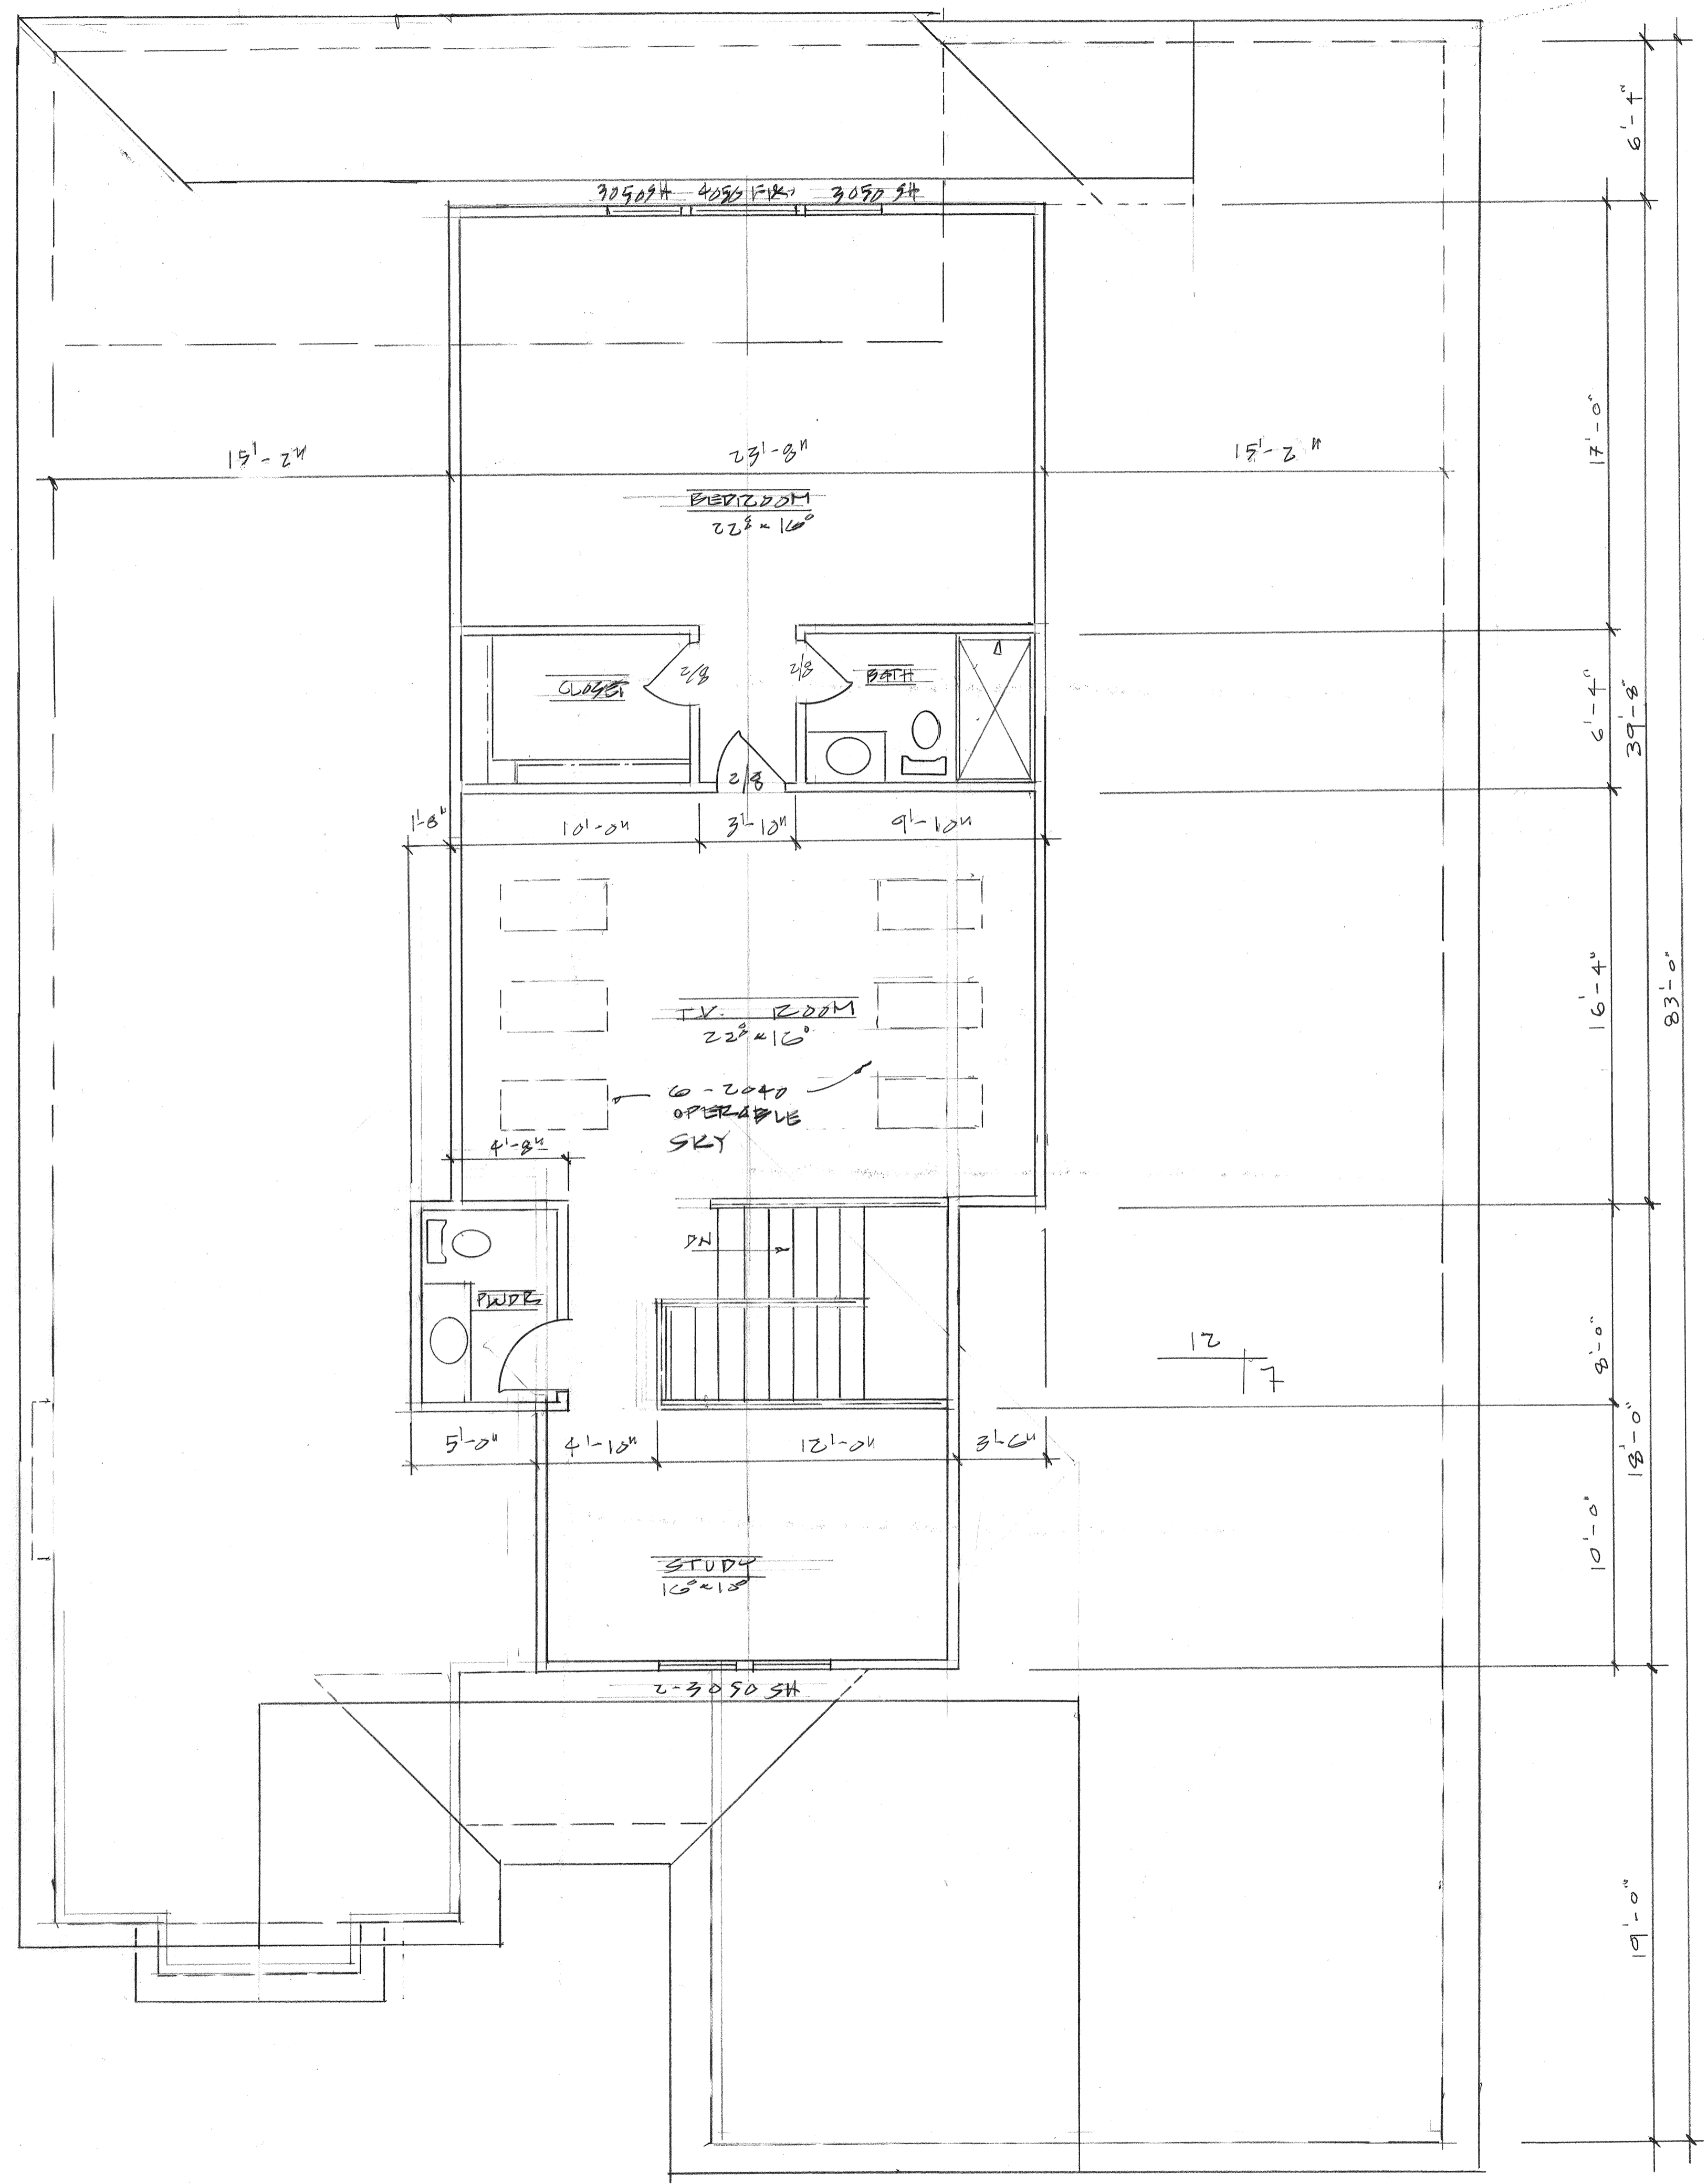 6'-4"
3050SH 4050 FIX 3050 SH
17'-0"
15'-2" 23'-8" 15'-2"
BEDROOM
22⁸ x 16⁰
2/8 2/8 BATH
CLOSET
6'-4"
39'-8"
2/8
1'-8" 10'-0" 3'-10" 9'-10"
16'-4"
83'-0"
T.V. ROOM
22⁸ x 16⁰
6 - 2040
OPERABLE
SKY
4'-8"
DN
PWDR
12
7
8'-0"
5'-0" 4'-10" 12'-0" 3'-6"
18'-0"
10'-0"
STUDY
16⁰ x 10⁰
2-3050 SH
19'-0"